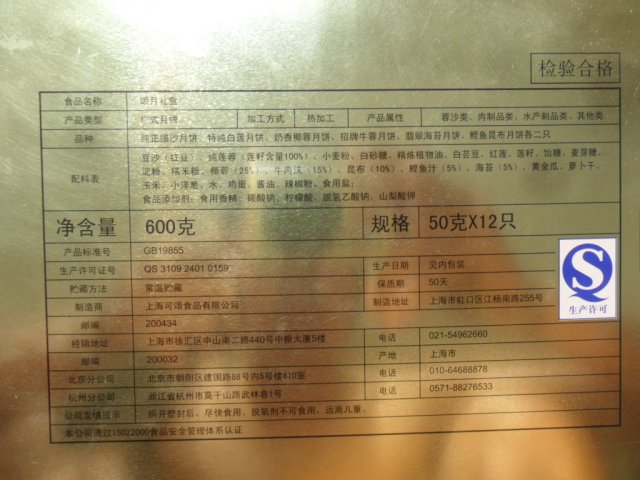 检验合格
食品名称 颂月礼盒
产品类型 广式月饼 加工方式 热加工 产品属性 蓉沙类、肉制品类、水产制品类、其他类
品种 纯正细沙月饼、特纯白莲月饼、奶香椰蓉月饼、招牌牛蓉月饼、翡翠海苔月饼、鲣鱼昆布月饼各二只
配料表 豆沙（红豆）、纯莲蓉（莲籽含量100%）、小麦粉、白砂糖、精炼植物油、白芸豆、红莲、莲籽、饴糖、麦芽糖、
淀粉、糯米粉、椰蓉（25%）、牛肉沫（15%）、昆布（10%）、鲣鱼汁（5%）、海苔（5%）、黄金瓜、萝卜干、
玉米、小洋葱、水、鸡蛋、酱油、辣椒粉、食用盐；
食品添加剂：食用香精、碳酸钠、柠檬酸、脱氢乙酸钠、山梨酸钾
净含量 600克 规格 50克X12只
产品标准号 GB19855
生产许可证号 QS 3109 2401 0159 生产日期 见内包装
贮藏方法 常温贮藏 保质期 50天
制造商 上海可颂食品有限公司 制造地址 上海市虹口区江杨南路255号
邮编 200434
经销地址 上海市徐汇区中山南二路440号中粮大厦5楼 电话 021-54962660
邮编 200032 产地 上海市
北京分公司 北京市朝阳区建国路88号内5号楼810室 电话 010-64688878
杭州分公司 浙江省杭州市莫干山路武林巷1号 电话 0571-88276533
公司友情提示 拆开塑封后，尽快食用。脱氧剂不可食用，远离儿童。
本公司通过ISO22000食品安全管理体系认证
QS
生产许可